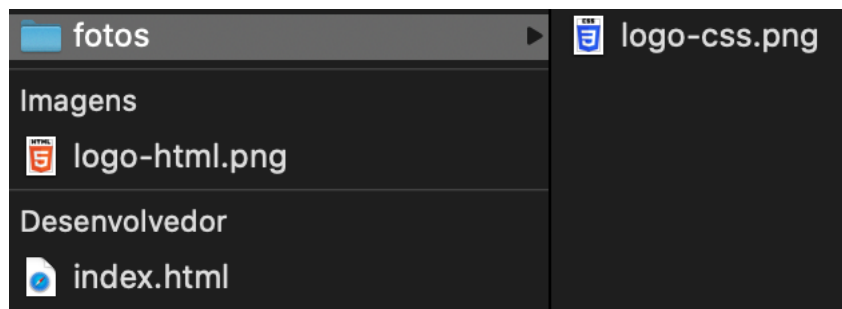 fotos
Imagens
logo-html.png
Desenvolvedor
index.html
logo-css.png